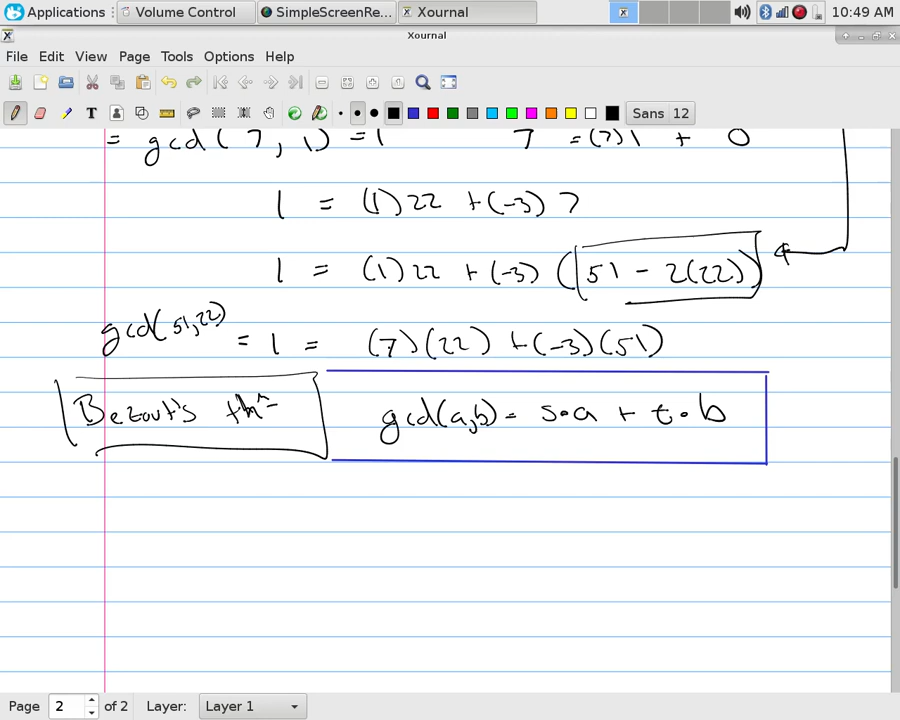 Applications Volume Control SimpleScreenRe... Xournal 10:49 AM
Xournal
File Edit View Page Tools Options Help
Sans 12
= gcd( 7, 1) = 1 7 = (7)1 + 0
1 = (1)22 + (-3) 7
1 = (1)22 + (-3) (51 - 2(22))
gcd(51,22) = 1 = (7)(22) + (-3)(51)
Bezout's thm gcd(a,b) = s·a + t·b
Page 2 of 2 Layer: Layer 1